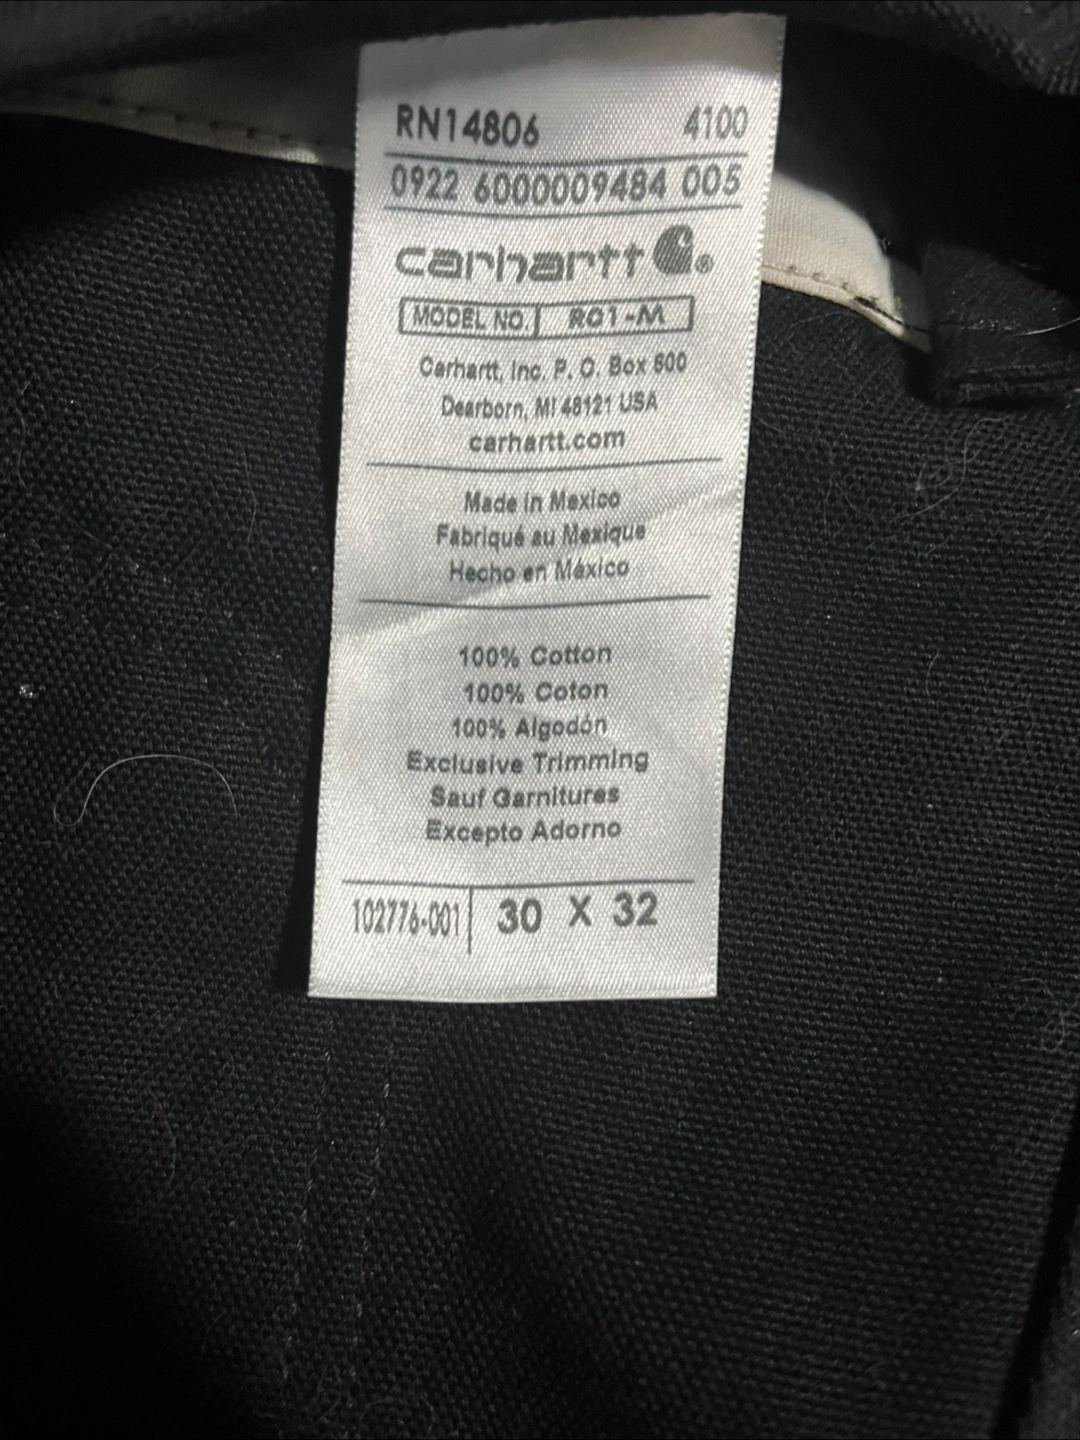 RN14806 4100
0922 6000009484 005
carhartt ®
MODEL NO. R01-M
Carhartt, Inc. P. O. Box 600
Dearborn, MI 48121 USA
carhartt.com
Made in Mexico
Fabriqué au Mexique
Hecho en México
100% Cotton
100% Coton
100% Algodón
Exclusive Trimming
Sauf Garnitures
Excepto Adorno
102776-001 30 X 32